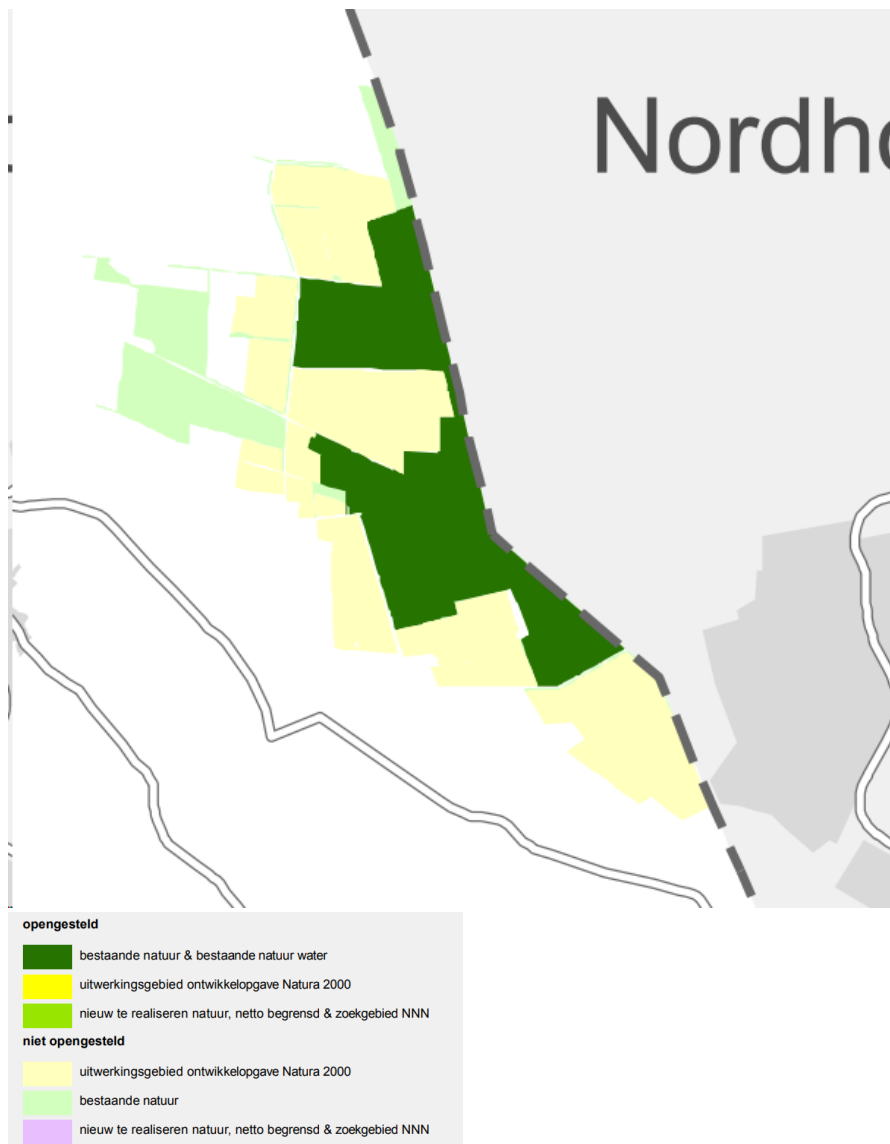 Nordho
opengesteld
bestaande natuur & bestaande natuur water
uitwerkingsgebied ontwikkelopgave Natura 2000
nieuw te realiseren natuur, netto begrensd & zoekgebied NNN
niet opengesteld
uitwerkingsgebied ontwikkelopgave Natura 2000
bestaande natuur
nieuw te realiseren natuur, netto begrensd & zoekgebied NNN